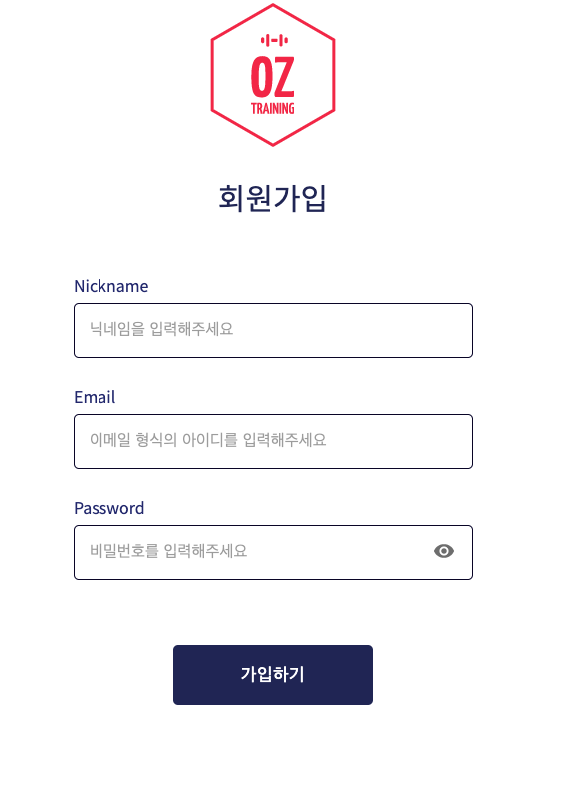 OZ
TRAINING
회원가입
Nickname
닉네임을 입력해주세요
Email
이메일 형식의 아이디를 입력해주세요
Password
비밀번호를 입력해주세요
가입하기